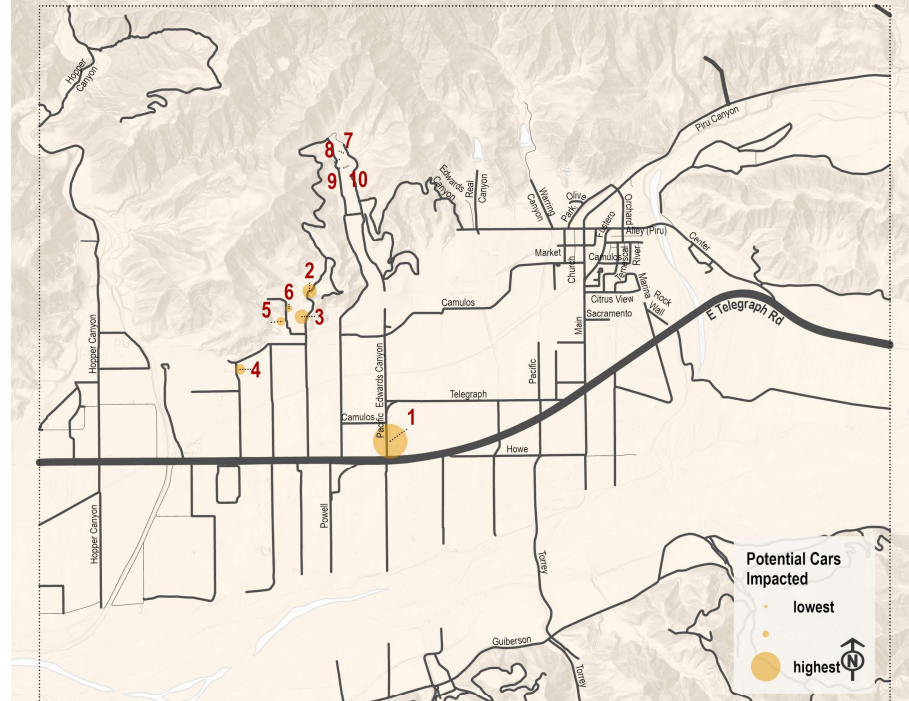 Hopper
Canyon
Piru Canyon
7
8
9
10
Edwards
Canyon
Real
Canyon
Warring
Canyon
Olive
Park
Orchard
Fustero
Alley (Piru)
Center
Market
Church
Camulos
Temescal
River
2
6
5
3
Camulos
Citrus View
Marina
Rock
Wall
Sacramento
Main
E Telegraph Rd
Hopper Canyon
4
Pacific
Edwards Canyon
Telegraph
Camulos
Pacific
1
Howe
Hopper Canyon
Powell
Torrey
Guiberson
Torrey
Potential Cars
Impacted
lowest
highest
N